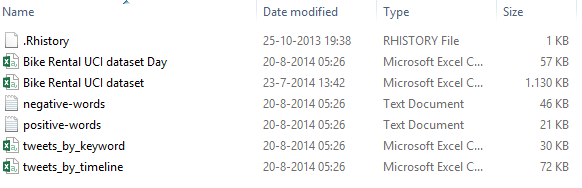 Name Date modified Type Size
.Rhistory 25-10-2013 19:38 RHISTORY File 1 KB
Bike Rental UCI dataset Day 20-8-2014 05:26 Microsoft Excel C... 57 KB
Bike Rental UCI dataset 23-7-2014 13:42 Microsoft Excel C... 1.130 KB
negative-words 20-8-2014 05:26 Text Document 46 KB
positive-words 20-8-2014 05:26 Text Document 21 KB
tweets_by_keyword 20-8-2014 05:26 Microsoft Excel C... 30 KB
tweets_by_timeline 20-8-2014 05:26 Microsoft Excel C... 72 KB